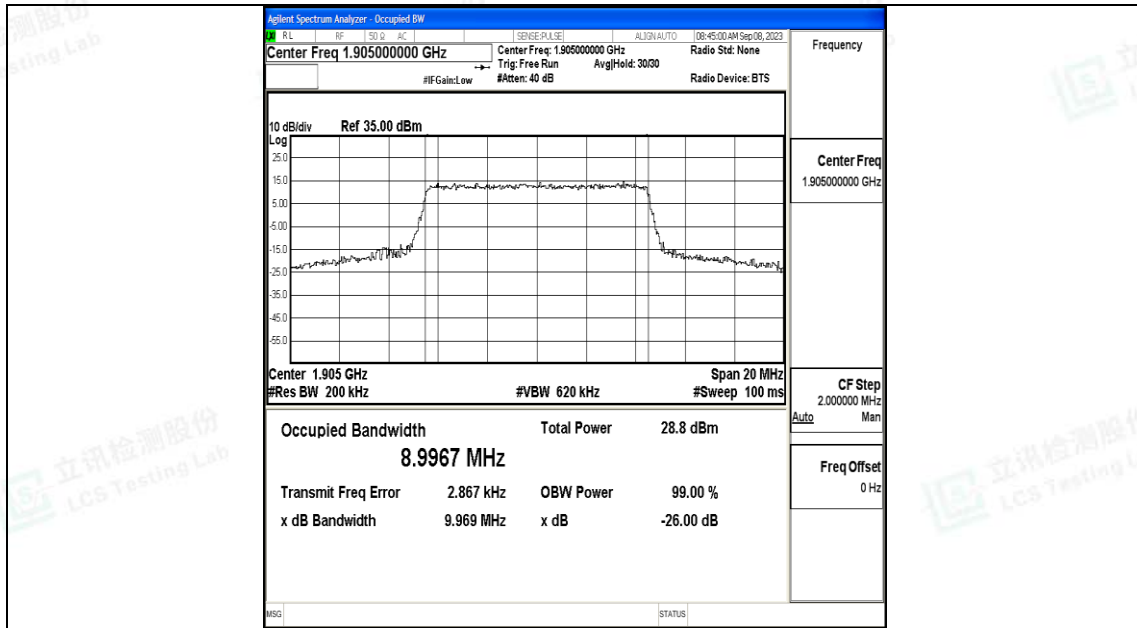 Agilent Spectrum Analyzer - Occupied BW
LXI RL RF 50 Ω AC SENSE:PULSE ALIGN AUTO 08:45:00 AM Sep 08, 2023
Center Freq 1.905000000 GHz
Center Freq: 1.905000000 GHz
Radio Std: None
Trig: Free Run Avg|Hold: 30/30
#IFGain:Low
#Atten: 40 dB
Radio Device: BTS
10 dB/div Ref 35.00 dBm
Log
25.0
15.0
5.00
-5.00
-15.0
-25.0
-35.0
-45.0
-55.0
Center 1.905 GHz Span 20 MHz
#Res BW 200 kHz #VBW 620 kHz #Sweep 100 ms
Occupied Bandwidth Total Power 28.8 dBm
8.9967 MHz
Transmit Freq Error 2.867 kHz OBW Power 99.00 %
x dB Bandwidth 9.969 MHz x dB -26.00 dB
MSG STATUS
Frequency
Center Freq
1.905000000 GHz
CF Step
2.000000 MHz
Auto Man
Freq Offset
0 Hz
立讯检测股份
LCS Testing Lab
立讯检测股份
LCS Testing L
sting Lab